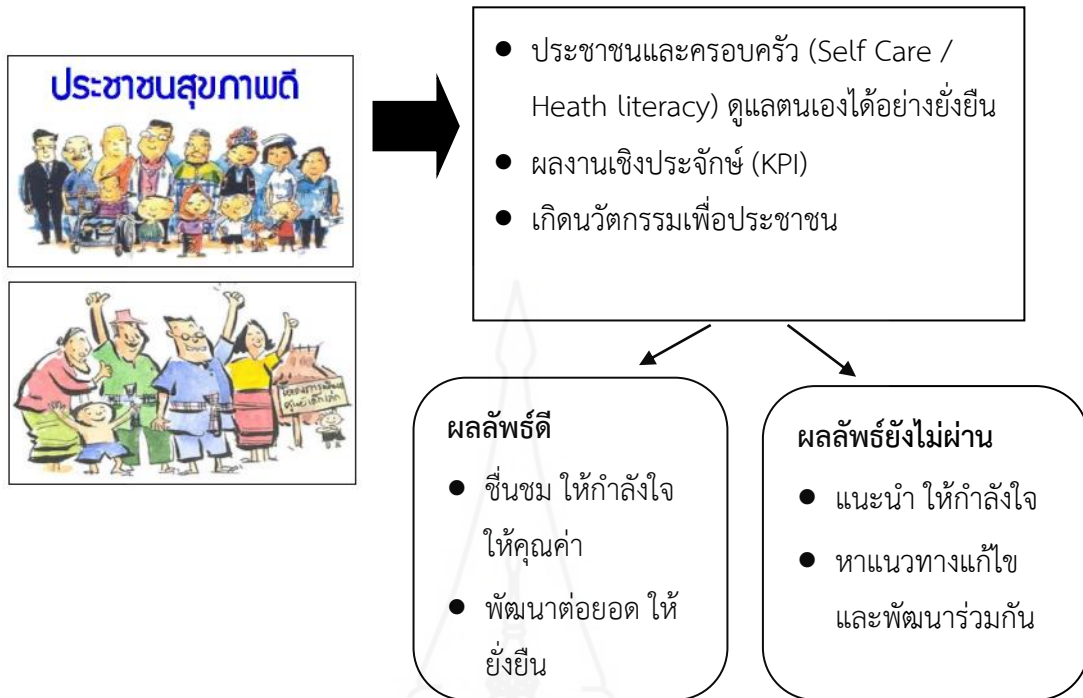 ประชาชนสุขภาพดี
● ประชาชนและครอบครัว (Self Care /
Heath literacy) ดูแลตนเองได้อย่างยั่งยืน
● ผลงานเชิงประจักษ์ (KPI)
● เกิดนวัตกรรมเพื่อประชาชน
ผลลัพธ์ดี
● ชื่นชม ให้กำลังใจ
ให้คุณค่า
● พัฒนาต่อยอด ให้
ยั่งยืน
ผลลัพธ์ยังไม่ผ่าน
● แนะนำ ให้กำลังใจ
● หาแนวทางแก้ไข
และพัฒนาร่วมกัน